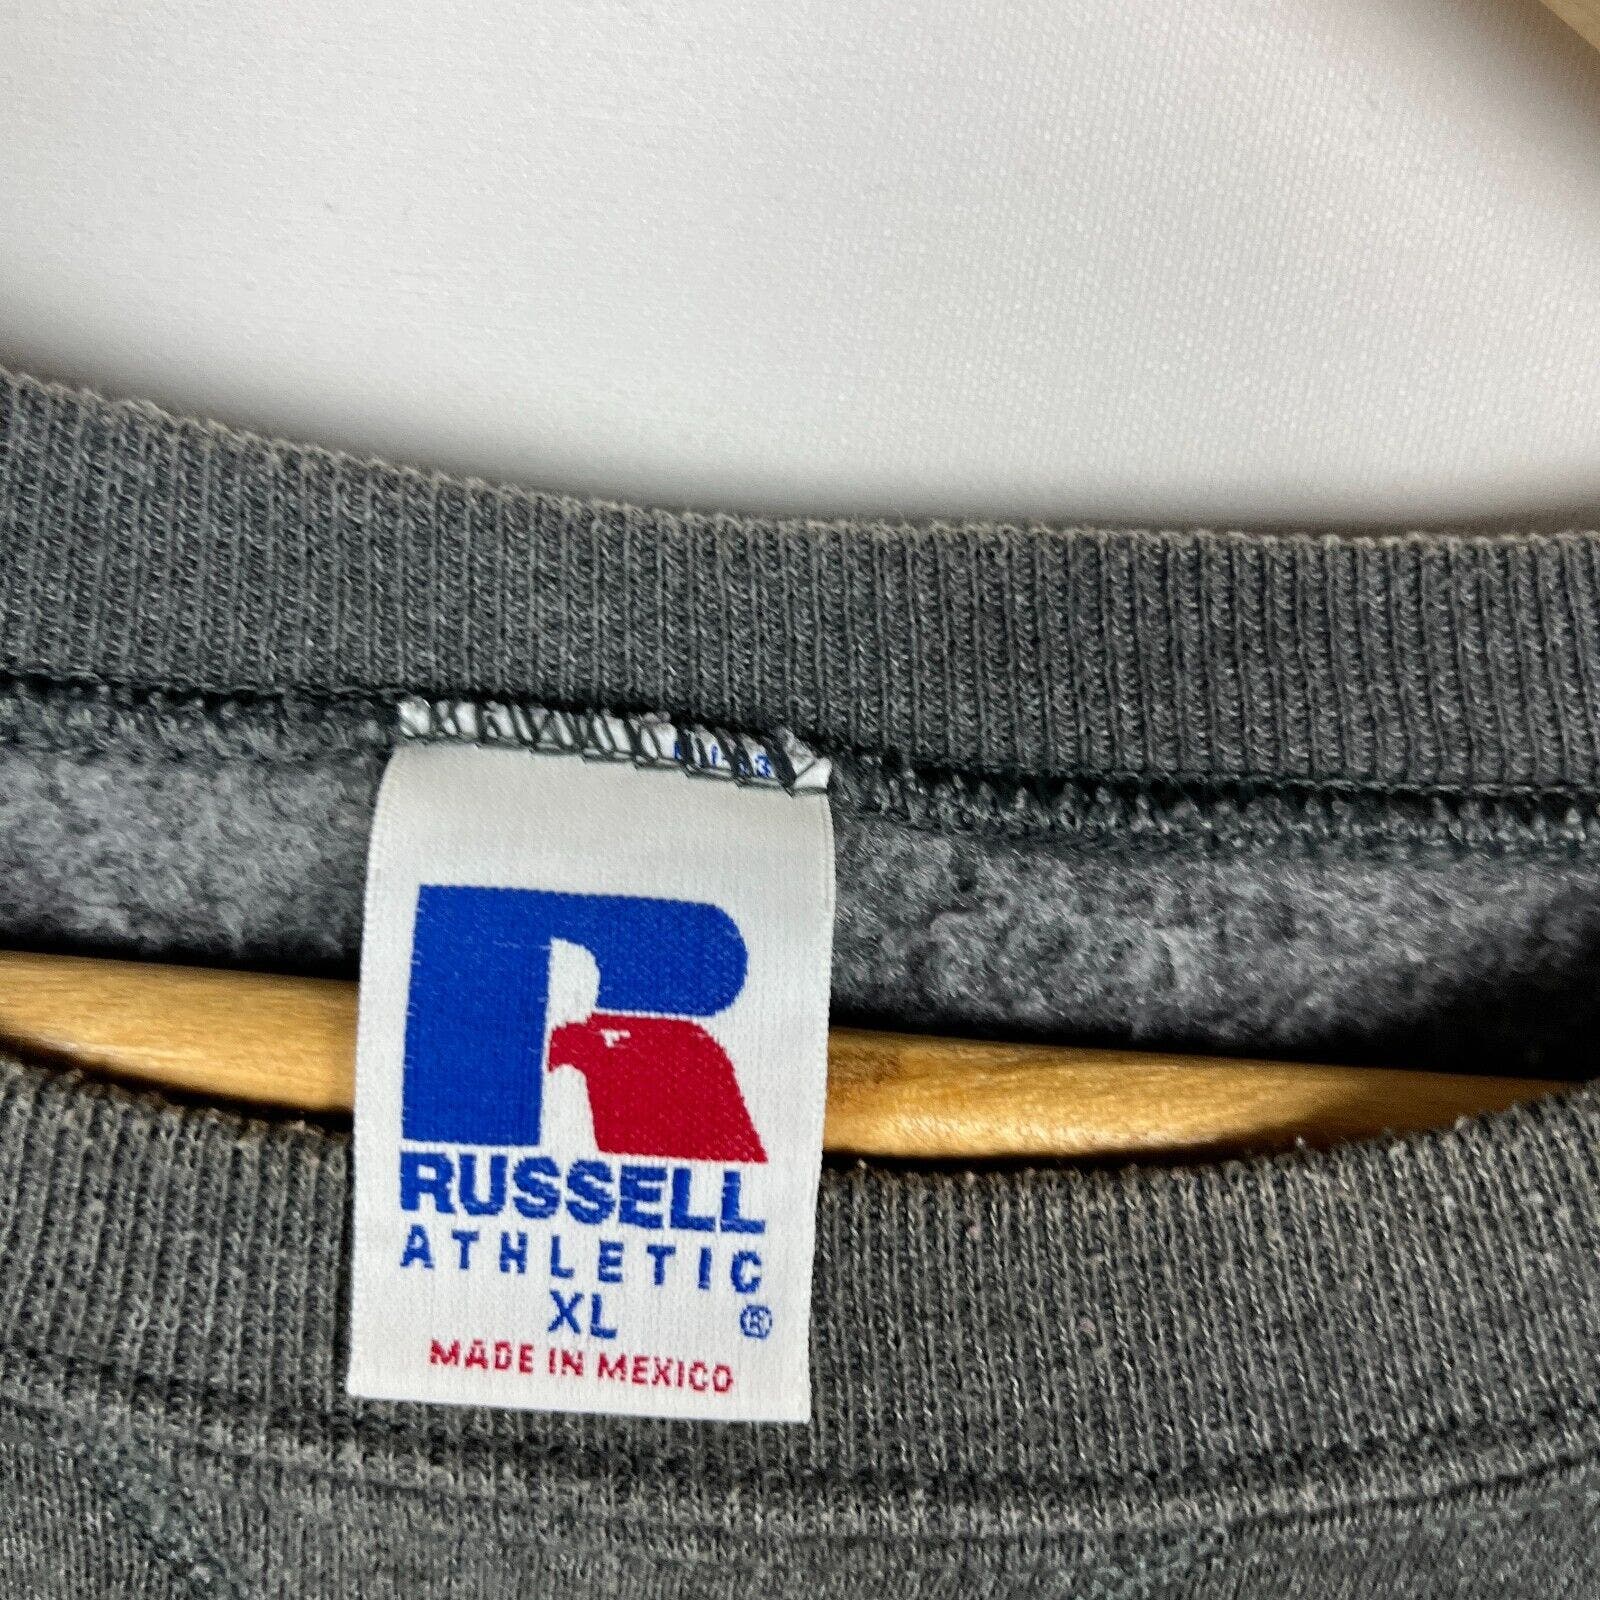 RUSSELL
ATHLETIC
XL ®
MADE IN MEXICO